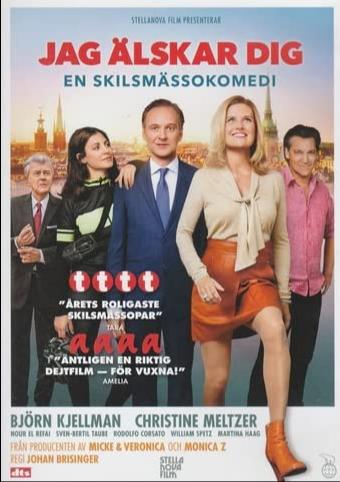 STELLANOVA FILM PRESENTERAR
JAG ÄLSKAR DIG
EN SKILSMÄSSOKOMEDI
tttt
"ÅRETS ROLIGASTE
SKILSMÄSSOPAR"
TARA
aaaa
"ÄNTLIGEN EN RIKTIG
DEJTFILM – FÖR VUXNA!"
AMELIA
BJÖRN KJELLMAN CHRISTINE MELTZER
NOUR EL REFAI SVEN-BERTIL TAUBE RODOLFO CORSATO WILLIAM SPETZ MARTINA HAAG
FRÅN PRODUCENTEN AV MICKE & VERONICA OCH MONICA Z
REGI JOHAN BRISINGER
dts
STELLA
NOVA
FILM